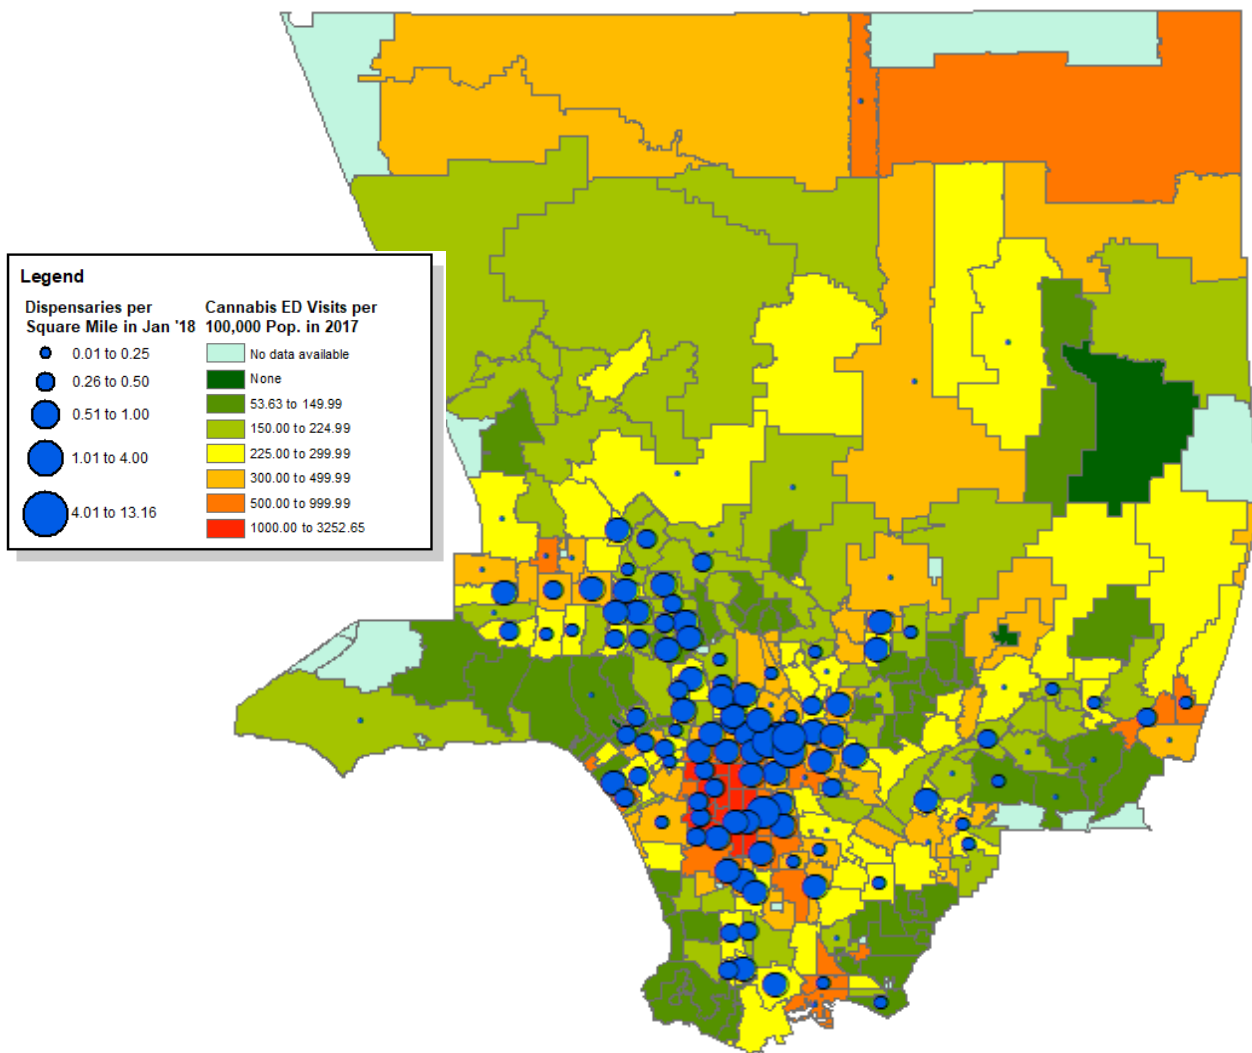 Legend
Dispensaries per
Square Mile in Jan '18
0.01 to 0.25
0.26 to 0.50
0.51 to 1.00
1.01 to 4.00
4.01 to 13.16
Cannabis ED Visits per
100,000 Pop. in 2017
No data available
None
53.63 to 149.99
150.00 to 224.99
225.00 to 299.99
300.00 to 499.99
500.00 to 999.99
1000.00 to 3252.65